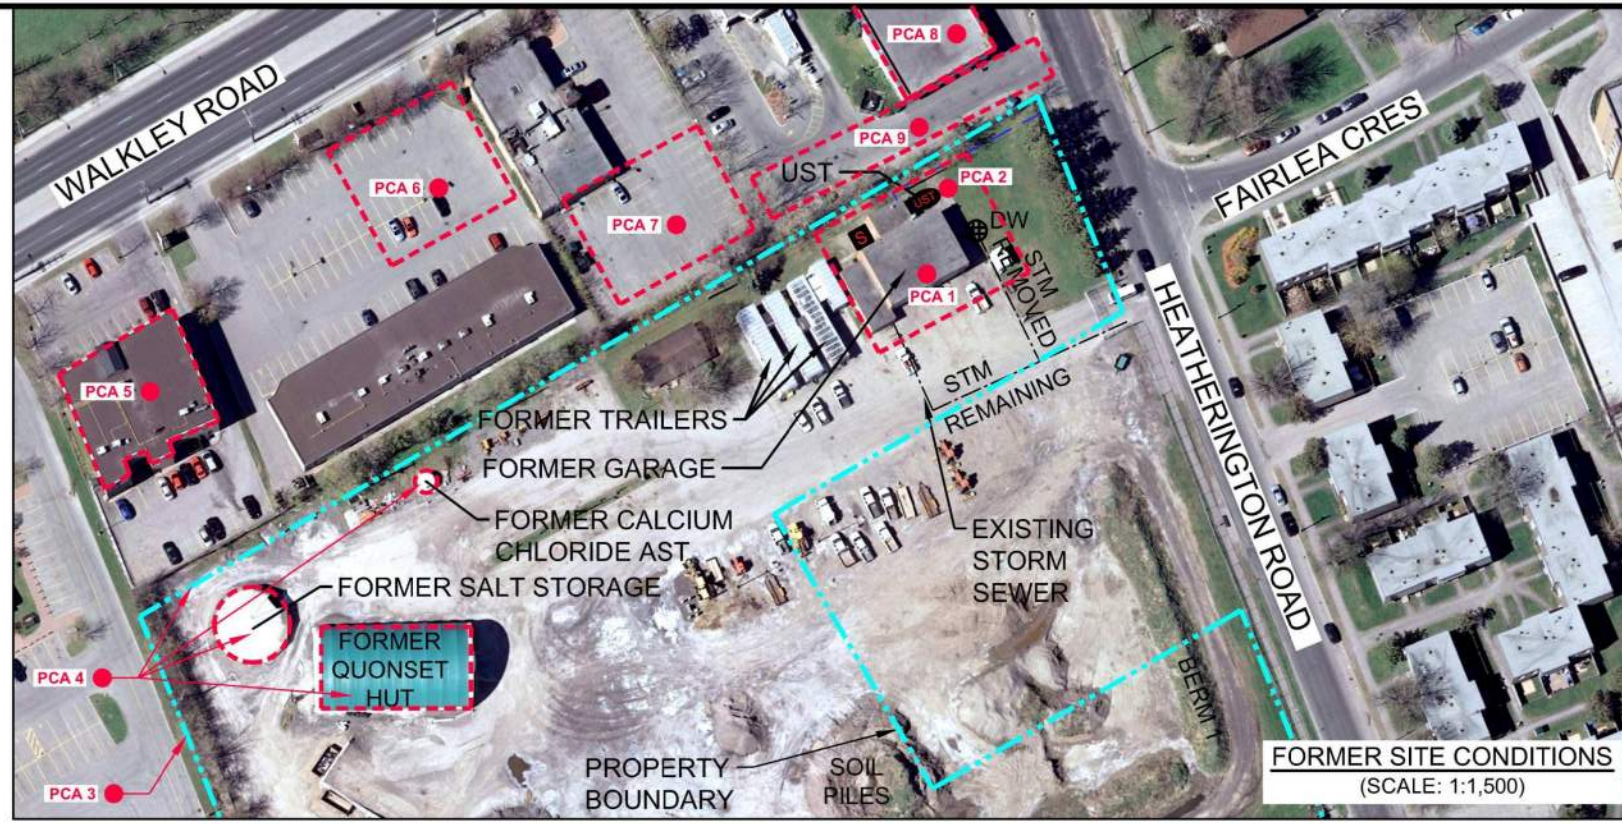 PCA 8
WALKLEY ROAD
PCA 9
FAIRLEA CRES
UST
PCA 2
PCA 6
UST
PCA 7
S
DW
STM
REMOVED
PCA 1
HEATHERINGTON ROAD
PCA 5
STM
REMAINING
FORMER TRAILERS
FORMER GARAGE
FORMER CALCIUM
CHLORIDE AST
EXISTING
STORM
SEWER
FORMER SALT STORAGE
FORMER
QUONSET
HUT
PCA 4
BERM
PROPERTY
BOUNDARY
SOIL
PILES
PCA 3
FORMER SITE CONDITIONS
(SCALE: 1:1,500)